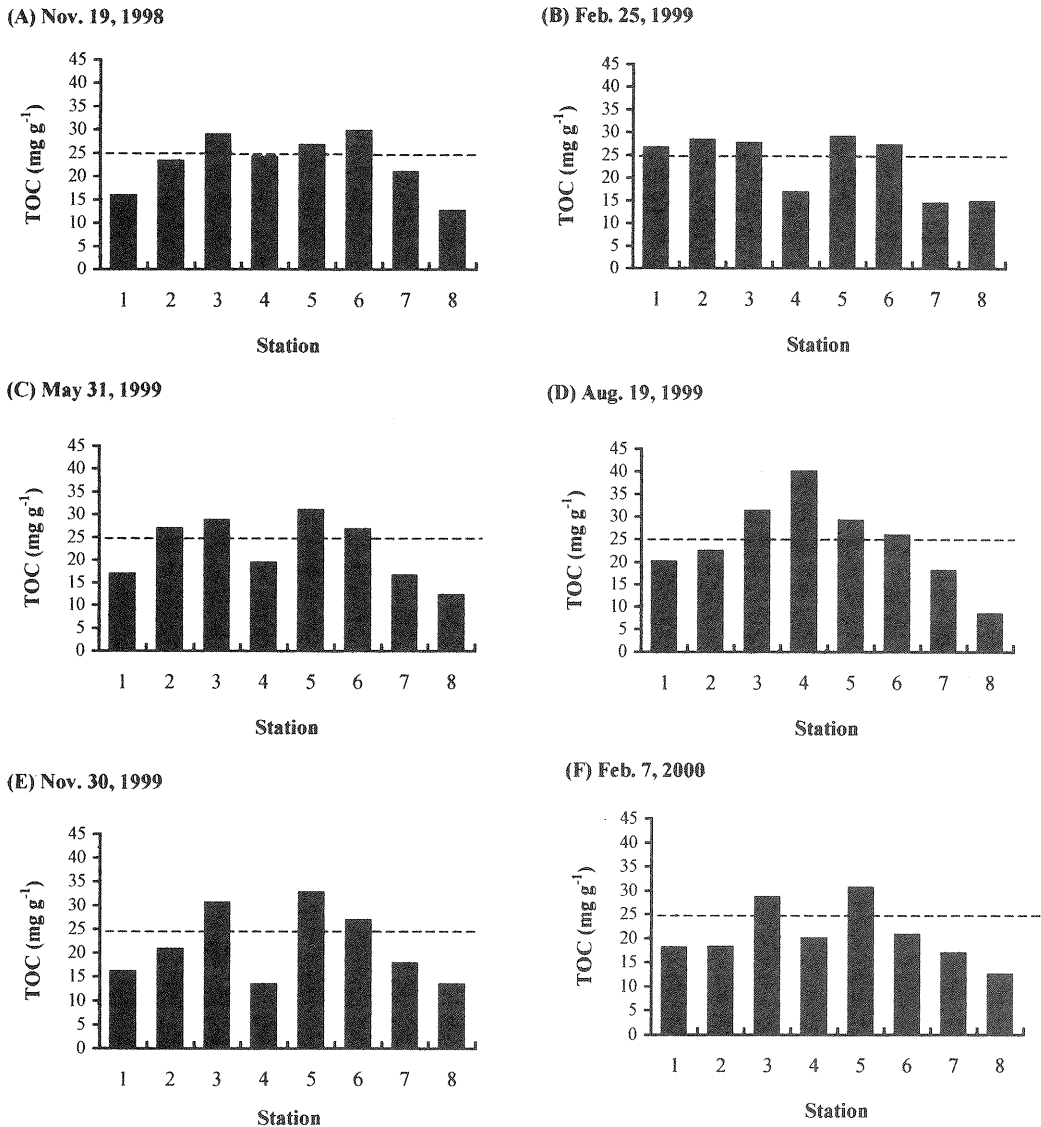 (A) Nov. 19, 1998
TOC (mg g-1)
45
40
35
30
25
20
15
10
5
0
1 2 3 4 5 6 7 8
Station
(B) Feb. 25, 1999
TOC (mg g-1)
45
40
35
30
25
20
15
10
5
0
1 2 3 4 5 6 7 8
Station
(C) May 31, 1999
TOC (mg g-1)
45
40
35
30
25
20
15
10
5
0
1 2 3 4 5 6 7 8
Station
(D) Aug. 19, 1999
TOC (mg g-1)
45
40
35
30
25
20
15
10
5
0
1 2 3 4 5 6 7 8
Station
(E) Nov. 30, 1999
TOC (mg g-1)
45
40
35
30
25
20
15
10
5
0
1 2 3 4 5 6 7 8
Station
(F) Feb. 7, 2000
TOC (mg g-1)
45
40
35
30
25
20
15
10
5
0
1 2 3 4 5 6 7 8
Station